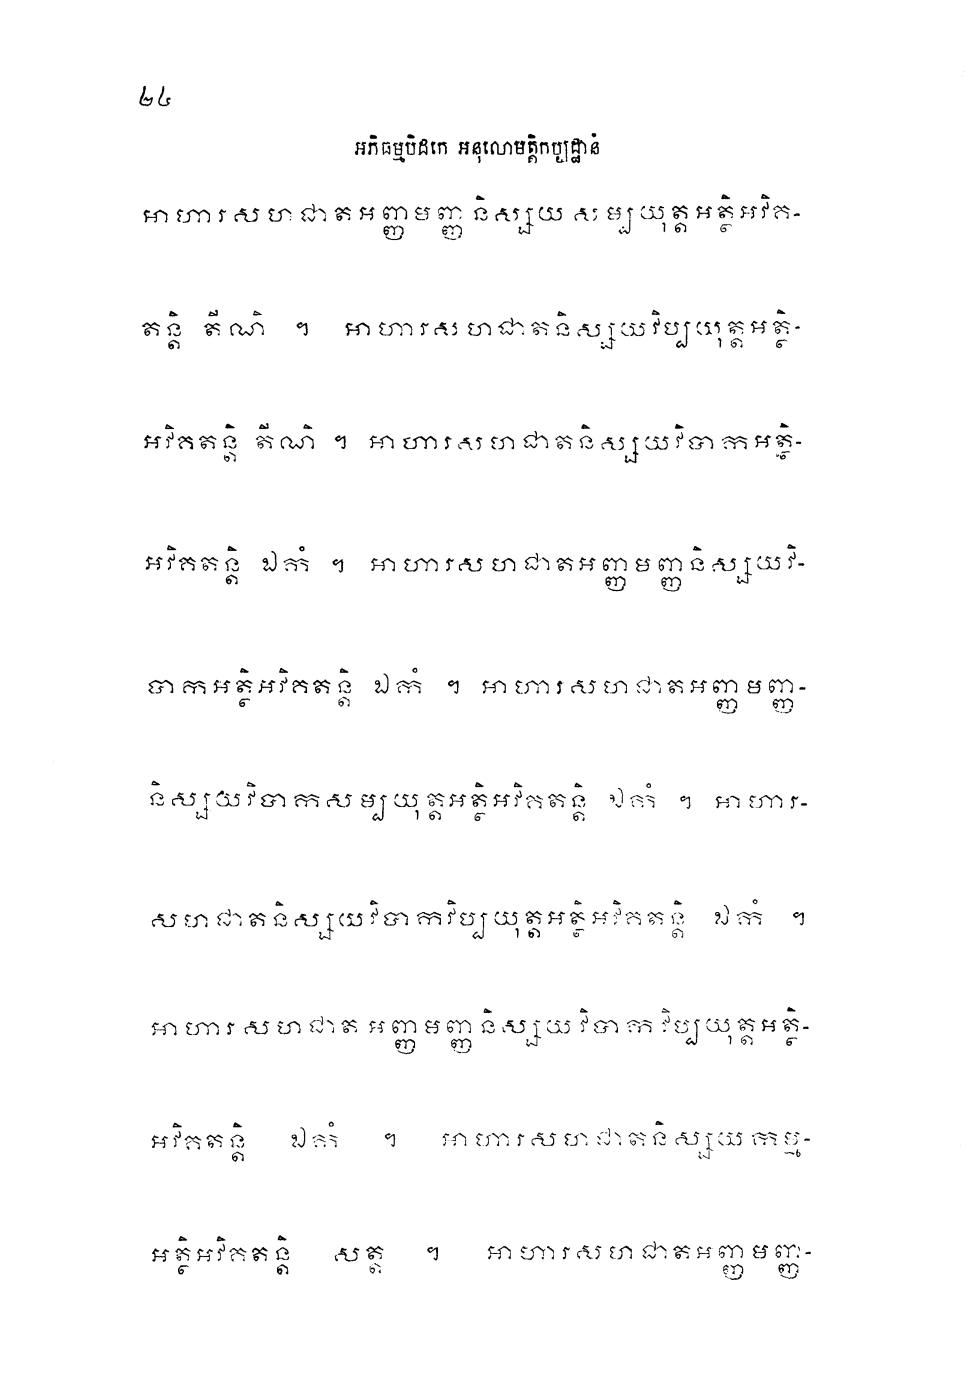 ២៤
អភិធម្មបិដកេ អនុលោមត្តិកប្បដ្ឋានំ
អាហារសហជាតអញ្ញមញ្ញនិស្សយសម្បយុត្តអត្ថិអវិគ-
តន្តិ តីណិ ។ អាហារសហជាតនិស្សយវិប្បយុត្តអត្ថិ-
អវិគតន្តិ តីណិ ។ អាហារសហជាតនិស្សយវិបាកអត្ថិ-
អវិគតន្តិ ឯកំ ។ អាហារសហជាតអញ្ញមញ្ញនិស្សយវិ-
បាកអត្ថិអវិគតន្តិ ឯកំ ។ អាហារសហជាតអញ្ញមញ្ញ-
និស្សយវិបាកសម្បយុត្តអត្ថិអវិគតន្តិ ឯកំ ។ អាហារ-
សហជាតនិស្សយវិបាកវិប្បយុត្តអត្ថិអវិគតន្តិ ឯកំ ។
អាហារសហជាតអញ្ញមញ្ញនិស្សយវិបាកវិប្បយុត្តអត្ថិ-
អវិគតន្តិ ឯកំ ។ អាហារសហជាតនិស្សយកម្ម-
អត្ថិអវិគតន្តិ សត្ត ។ អាហារសហជាតអញ្ញមញ្ញ-